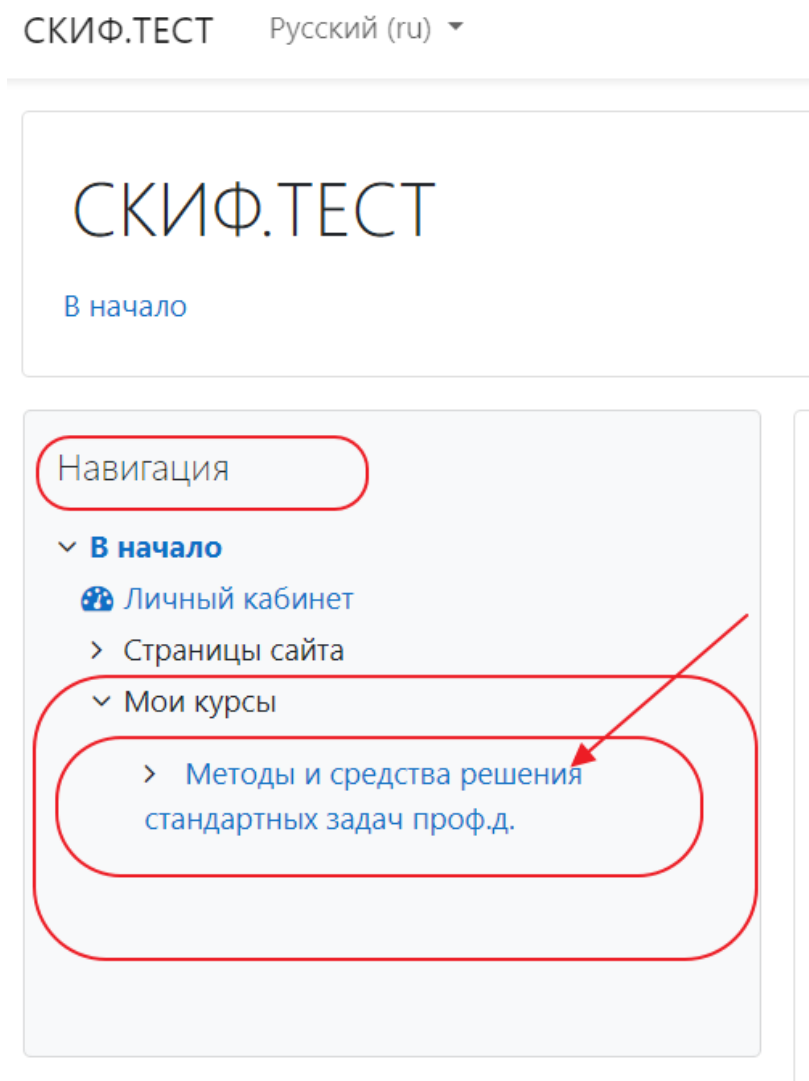 СКИФ.ТЕСТ Русский (ru)
СКИФ.ТЕСТ
В начало
Навигация
В начало
Личный кабинет
Страницы сайта
Мои курсы
Методы и средства решения
стандартных задач проф.д.